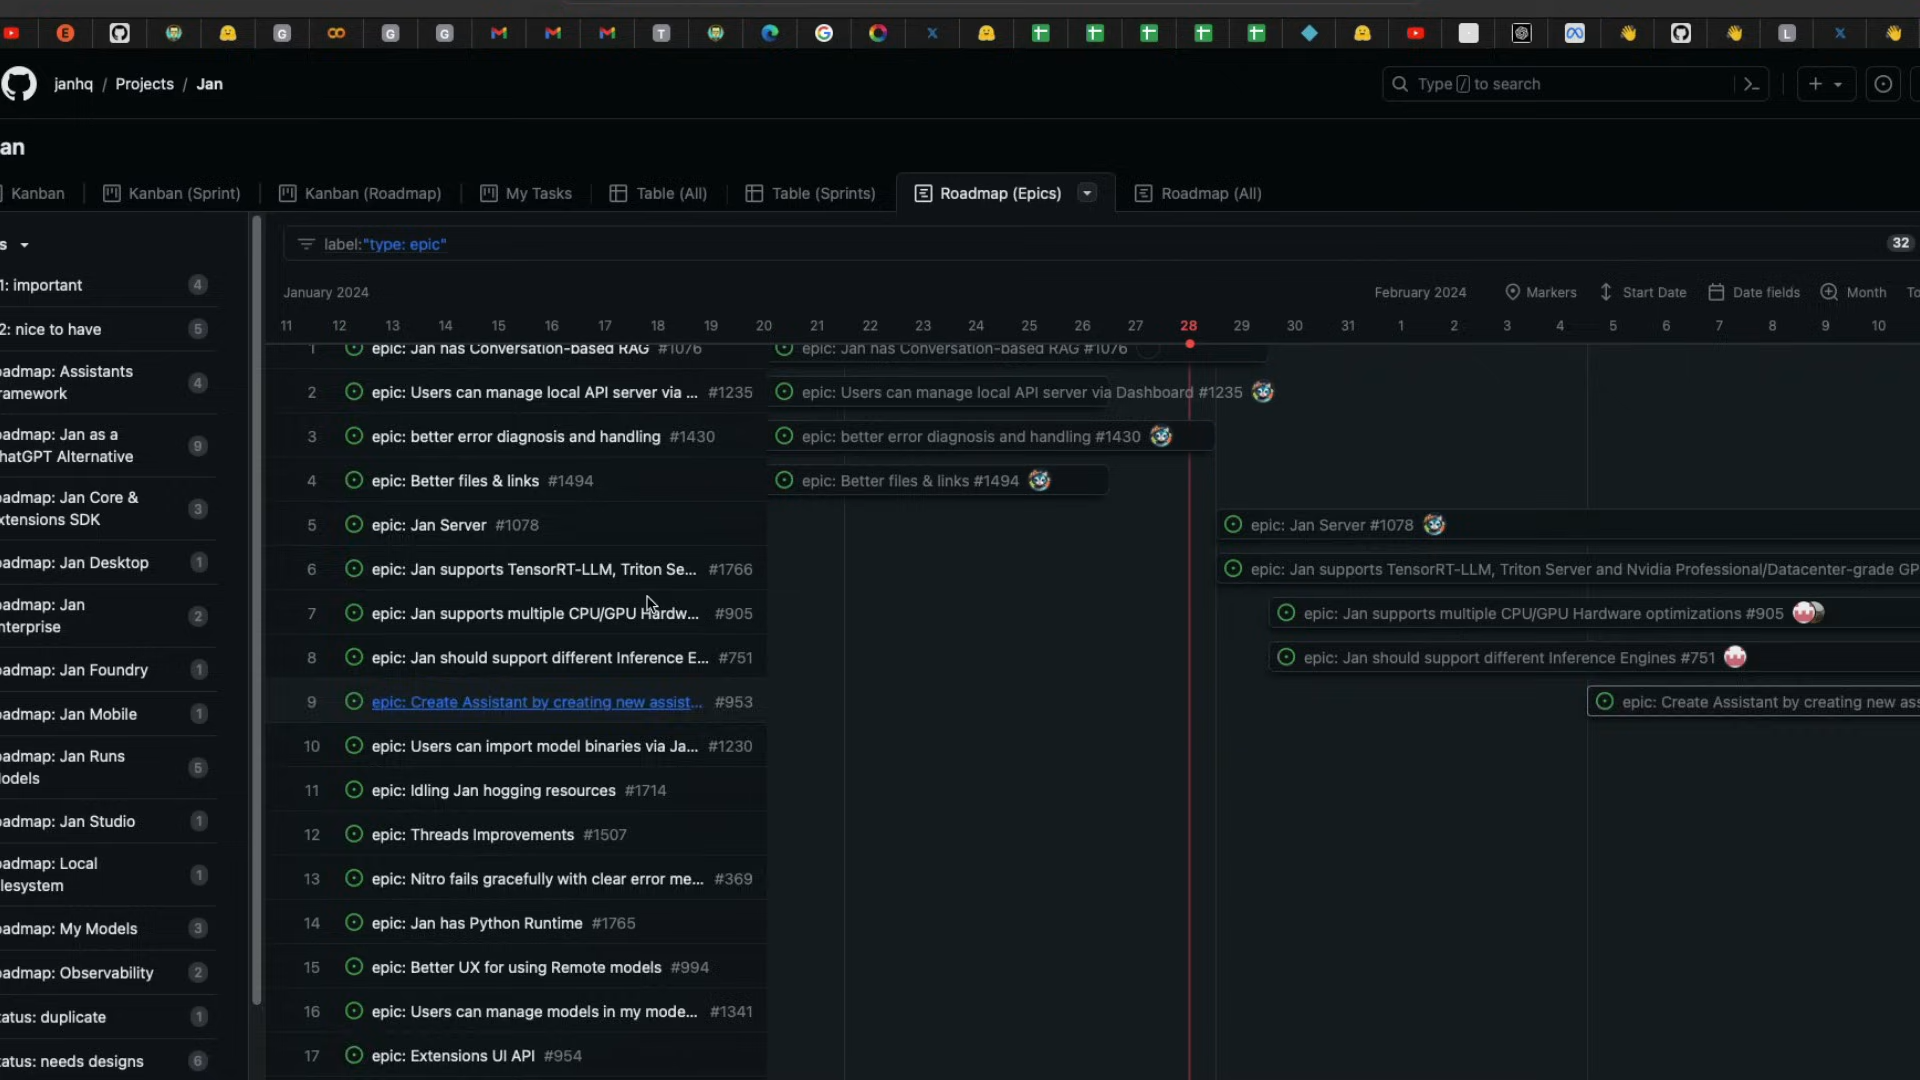 janhq / Projects / Jan
Type / to search
an
Kanban
Kanban (Sprint)
Kanban (Roadmap)
My Tasks
Table (All)
Table (Sprints)
Roadmap (Epics)
Roadmap (All)
s
label:"type: epic"
32
1: important 4
2: nice to have 5
oadmap: Assistants
ramework 4
oadmap: Jan as a
hatGPT Alternative 9
oadmap: Jan Core &
xtensions SDK 3
oadmap: Jan Desktop 1
oadmap: Jan
nterprise 2
oadmap: Jan Foundry 1
oadmap: Jan Mobile 1
oadmap: Jan Runs
odels 5
oadmap: Jan Studio 1
oadmap: Local
lesystem 1
oadmap: My Models 3
oadmap: Observability 2
tatus: duplicate 1
tatus: needs designs 6
January 2024
February 2024
Markers
Start Date
Date fields
Month
To
11 12 13 14 15 16 17 18 19 20 21 22 23 24 25 26 27 28 29 30 31 1 2 3 4 5 6 7 8 9 10
1 epic: Jan has Conversation-based RAG #1076
epic: Jan has Conversation-based RAG #1076
2 epic: Users can manage local API server via ... #1235
epic: Users can manage local API server via Dashboard #1235
3 epic: better error diagnosis and handling #1430
epic: better error diagnosis and handling #1430
4 epic: Better files & links #1494
epic: Better files & links #1494
5 epic: Jan Server #1078
epic: Jan Server #1078
6 epic: Jan supports TensorRT-LLM, Triton Se... #1766
epic: Jan supports TensorRT-LLM, Triton Server and Nvidia Professional/Datacenter-grade GP
7 epic: Jan supports multiple CPU/GPU Hardw... #905
epic: Jan supports multiple CPU/GPU Hardware optimizations #905
8 epic: Jan should support different Inference E... #751
epic: Jan should support different Inference Engines #751
9 epic: Create Assistant by creating new assist... #953
epic: Create Assistant by creating new ass
10 epic: Users can import model binaries via Ja... #1230
11 epic: Idling Jan hogging resources #1714
12 epic: Threads Improvements #1507
13 epic: Nitro fails gracefully with clear error me... #369
14 epic: Jan has Python Runtime #1765
15 epic: Better UX for using Remote models #994
16 epic: Users can manage models in my mode... #1341
17 epic: Extensions UI API #954